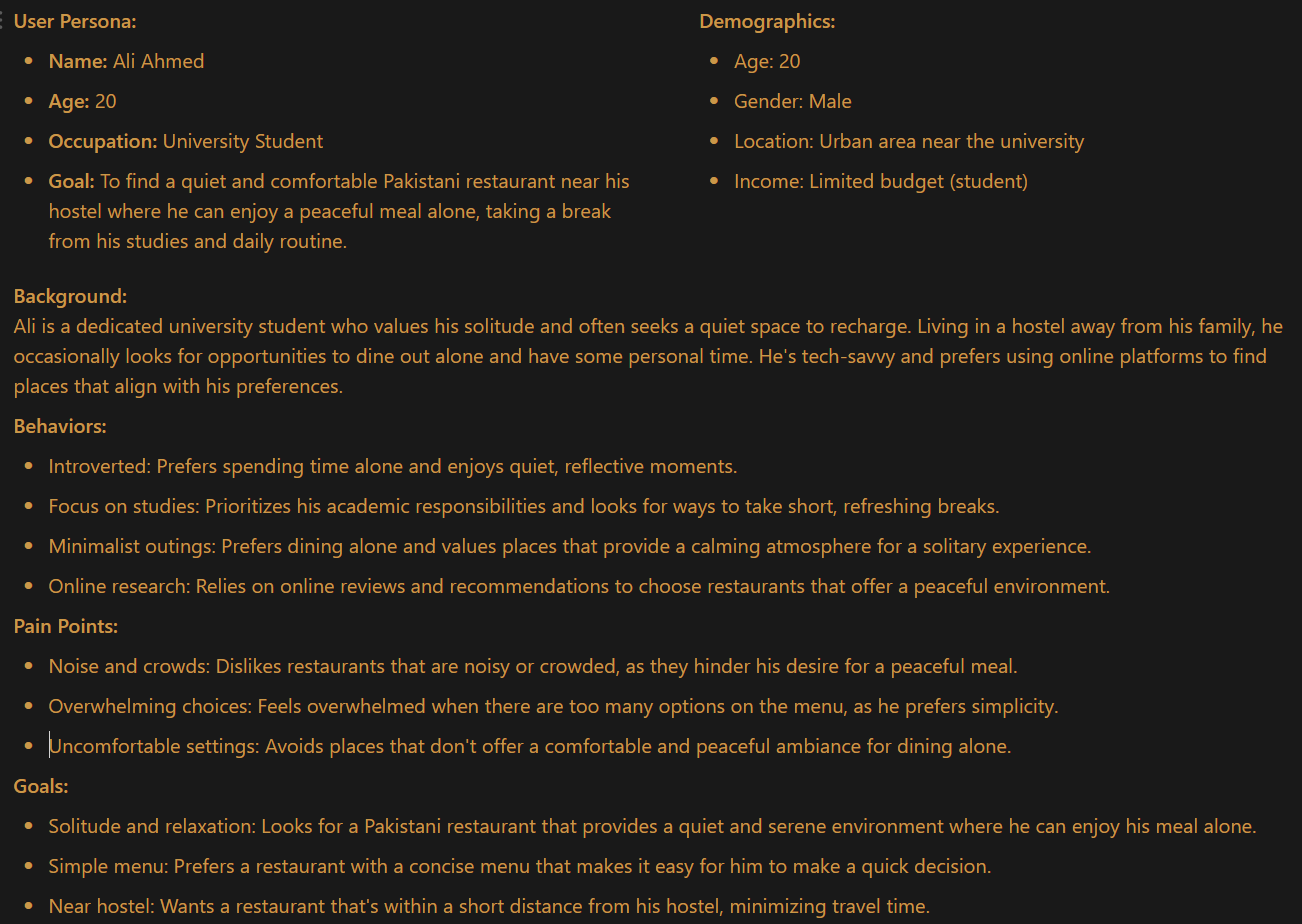 User Persona:
• Name: Ali Ahmed
• Age: 20
• Occupation: University Student
• Goal: To find a quiet and comfortable Pakistani restaurant near his
hostel where he can enjoy a peaceful meal alone, taking a break
from his studies and daily routine.
Demographics:
• Age: 20
• Gender: Male
• Location: Urban area near the university
• Income: Limited budget (student)
Background:
Ali is a dedicated university student who values his solitude and often seeks a quiet space to recharge. Living in a hostel away from his family, he
occasionally looks for opportunities to dine out alone and have some personal time. He's tech-savvy and prefers using online platforms to find
places that align with his preferences.
Behaviors:
• Introverted: Prefers spending time alone and enjoys quiet, reflective moments.
• Focus on studies: Prioritizes his academic responsibilities and looks for ways to take short, refreshing breaks.
• Minimalist outings: Prefers dining alone and values places that provide a calming atmosphere for a solitary experience.
• Online research: Relies on online reviews and recommendations to choose restaurants that offer a peaceful environment.
Pain Points:
• Noise and crowds: Dislikes restaurants that are noisy or crowded, as they hinder his desire for a peaceful meal.
• Overwhelming choices: Feels overwhelmed when there are too many options on the menu, as he prefers simplicity.
• Uncomfortable settings: Avoids places that don't offer a comfortable and peaceful ambiance for dining alone.
Goals:
• Solitude and relaxation: Looks for a Pakistani restaurant that provides a quiet and serene environment where he can enjoy his meal alone.
• Simple menu: Prefers a restaurant with a concise menu that makes it easy for him to make a quick decision.
• Near hostel: Wants a restaurant that's within a short distance from his hostel, minimizing travel time.